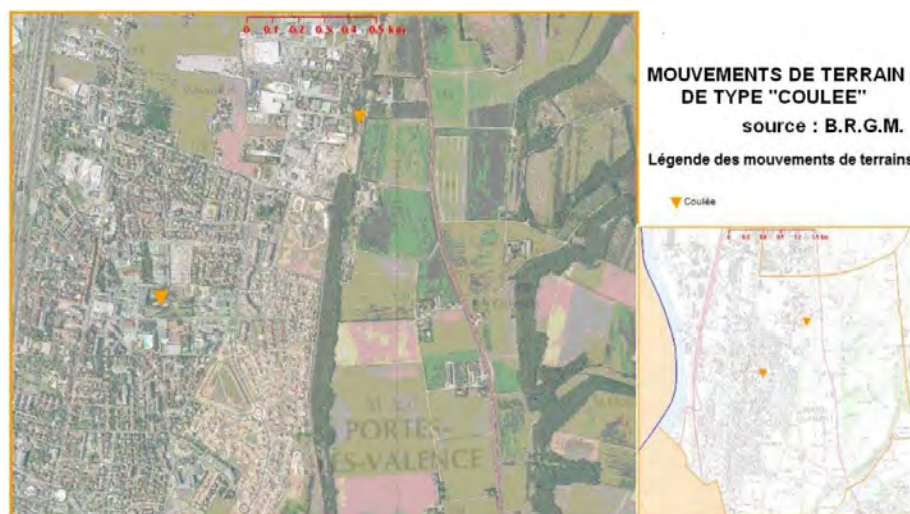 0 0.1 0.2 0.3 0.4 0.5 km
PORTES-
ES-VALENCE
MOUVEMENTS DE TERRAIN
DE TYPE "COULEE"
source : B.R.G.M.
Légende des mouvements de terrains
Coulée